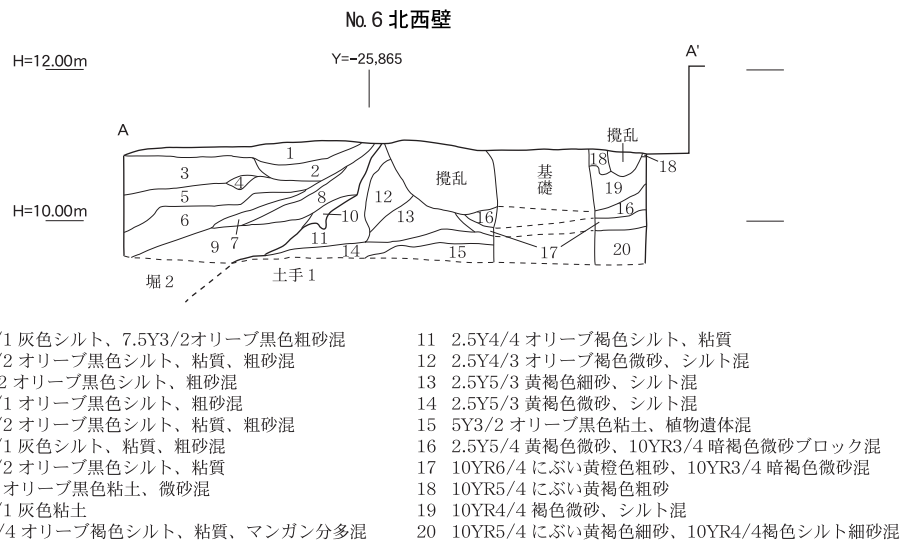 № 6 北西壁
H=12.00m
Y=−25,865
A'
A
攪乱
1
2
3
4
5
6
7
8
9
10
11
12
13
14
15
16
17
18
18
19
16
20
攪乱
基礎
H=10.00m
堀 2
土手 1
/1 灰色シルト、7.5Y3/2オリーブ黒色粗砂混
/2 オリーブ黒色シルト、粘質、粗砂混
2 オリーブ黒色シルト、粗砂混
/1 オリーブ黒色シルト、粗砂混
/2 オリーブ黒色シルト、粘質、粗砂混
/1 灰色シルト、粘質、粗砂混
/2 オリーブ黒色シルト、粘質
オリーブ黒色粘土、微砂混
/1 灰色粘土
/4 オリーブ褐色シルト、粘質、マンガン分多混
11 2.5Y4/4 オリーブ褐色シルト、粘質
12 2.5Y4/3 オリーブ褐色微砂、シルト混
13 2.5Y5/3 黄褐色細砂、シルト混
14 2.5Y5/3 黄褐色微砂、シルト混
15 5Y3/2 オリーブ黒色粘土、植物遺体混
16 2.5Y5/4 黄褐色微砂、10YR3/4 暗褐色微砂ブロック混
17 10YR6/4 にぶい黄橙色粗砂、10YR3/4 暗褐色微砂混
18 10YR5/4 にぶい黄褐色粗砂
19 10YR4/4 褐色微砂、シルト混
20 10YR5/4 にぶい黄褐色細砂、10YR4/4褐色シルト細砂混